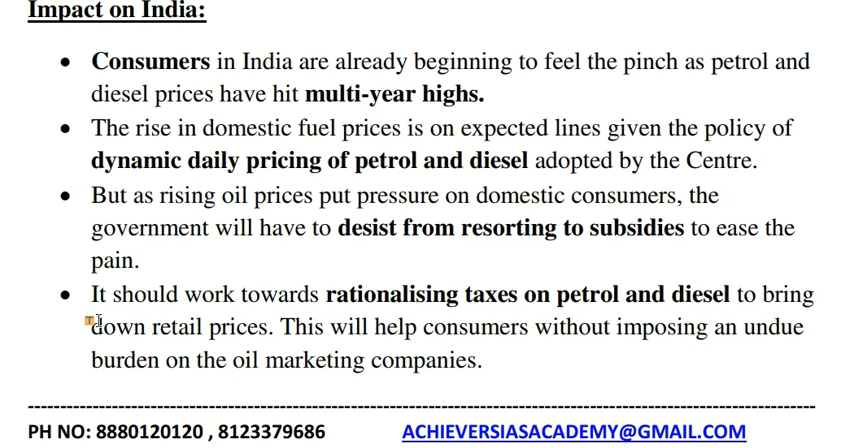 Impact on India:
• Consumers in India are already beginning to feel the pinch as petrol and
diesel prices have hit multi-year highs.
• The rise in domestic fuel prices is on expected lines given the policy of
dynamic daily pricing of petrol and diesel adopted by the Centre.
• But as rising oil prices put pressure on domestic consumers, the
government will have to desist from resorting to subsidies to ease the
pain.
• It should work towards rationalising taxes on petrol and diesel to bring
down retail prices. This will help consumers without imposing an undue
burden on the oil marketing companies.
PH NO: 8880120120 , 8123379686 ACHIEVERSIASACADEMY@GMAIL.COM